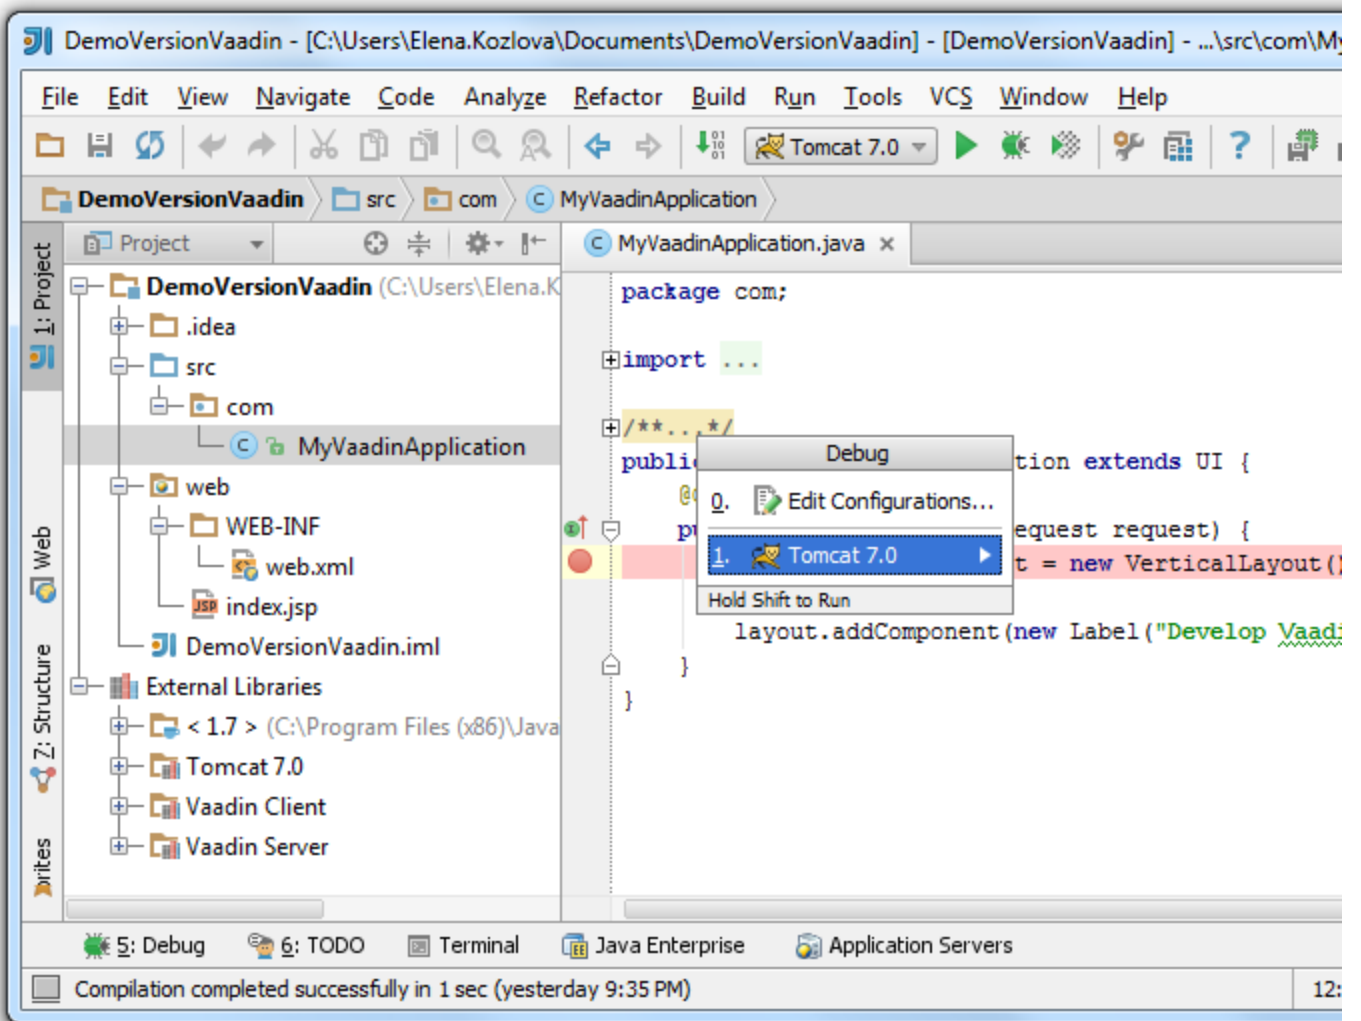 DemoVersionVaadin - [C:\Users\Elena.Kozlova\Documents\DemoVersionVaadin] - [DemoVersionVaadin] - ...\src\com\My
File Edit View Navigate Code Analyze Refactor Build Run Tools VCS Window Help
Tomcat 7.0
DemoVersionVaadin src com MyVaadinApplication
Project
MyVaadinApplication.java
1: Project
Web
7: Structure
DemoVersionVaadin (C:\Users\Elena.K
.idea
src
com
MyVaadinApplication
web
WEB-INF
web.xml
index.jsp
DemoVersionVaadin.iml
External Libraries
< 1.7 > (C:\Program Files (x86)\Java
Tomcat 7.0
Vaadin Client
Vaadin Server
package com;
import ...
/**...*/
public tion extends UI {
equest request) {
t = new VerticalLayout()
layout.addComponent(new Label("Develop Vaadi
}
}
Debug
0. Edit Configurations...
1. Tomcat 7.0
Hold Shift to Run
5: Debug 6: TODO Terminal Java Enterprise Application Servers
Compilation completed successfully in 1 sec (yesterday 9:35 PM) 12: